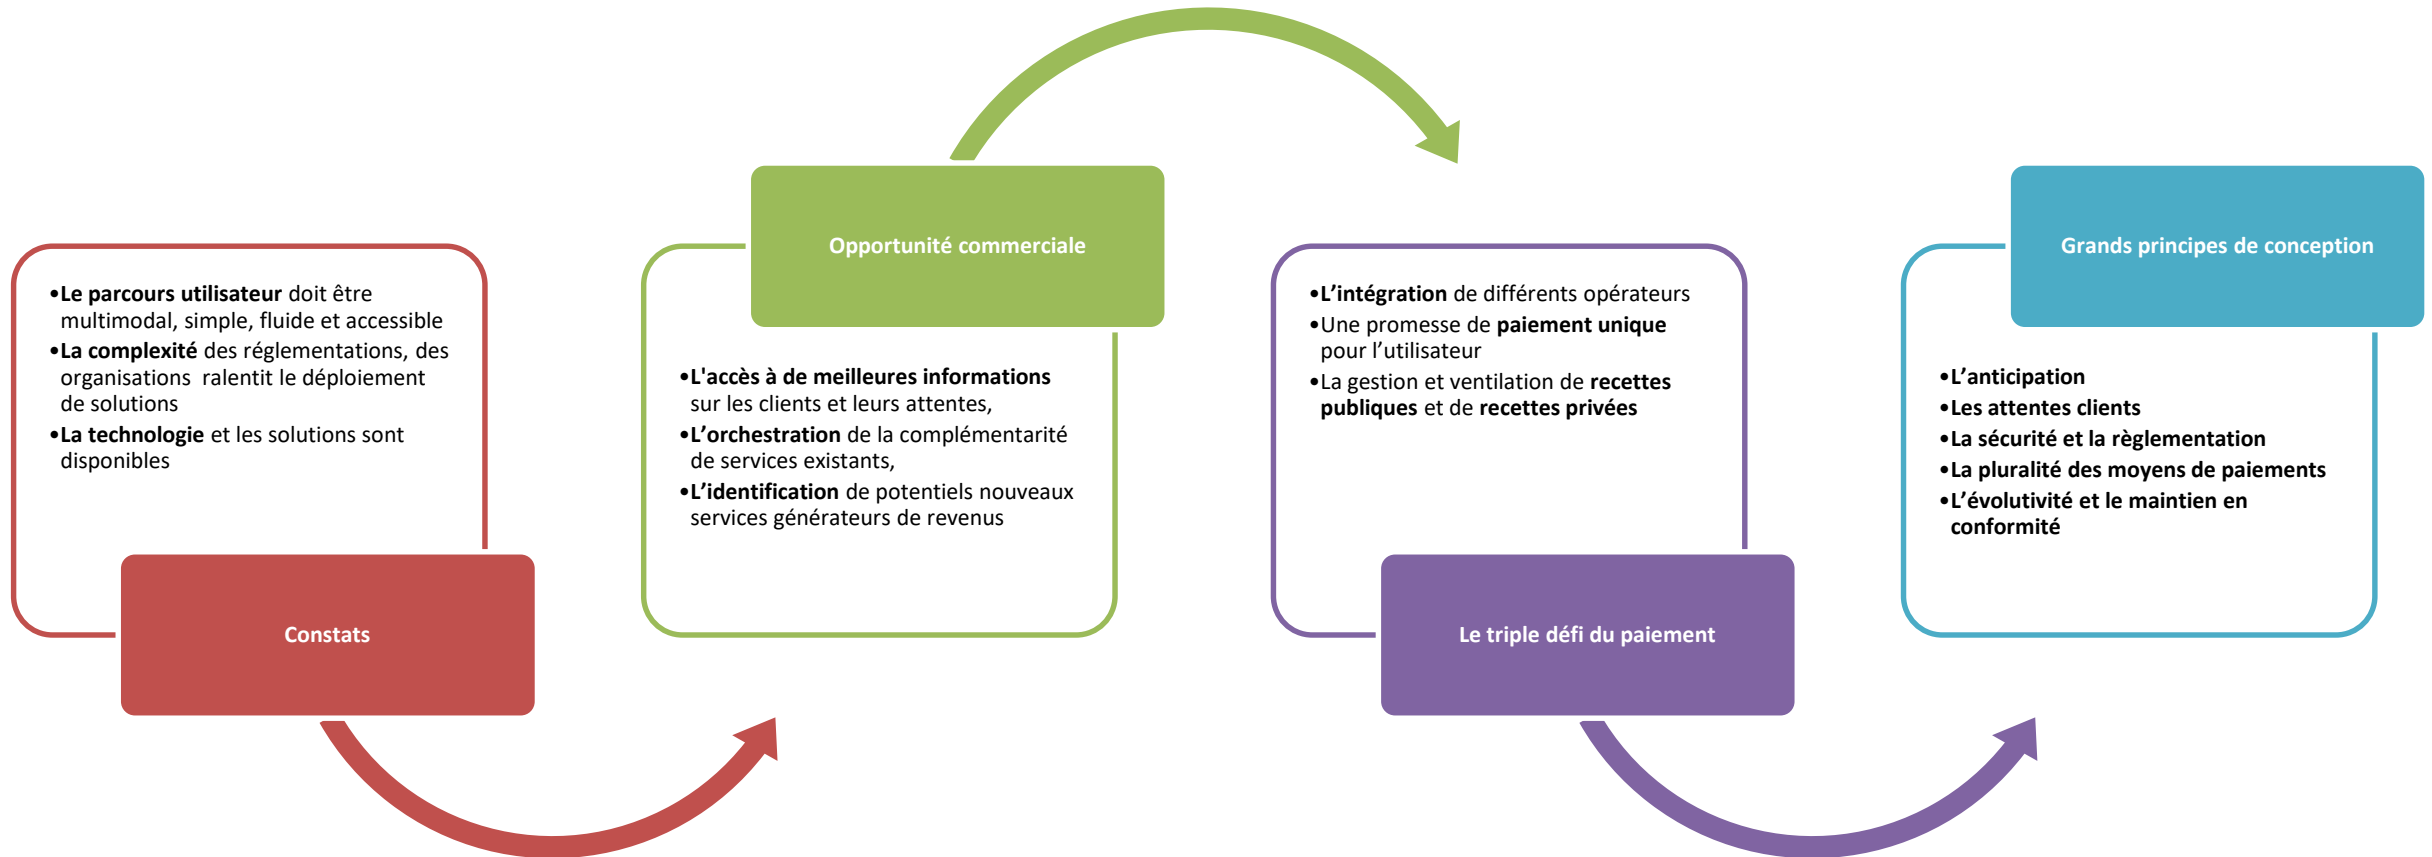 •Le parcours utilisateur doit être
multimodal, simple, fluide et accessible
•La complexité des réglementations, des
organisations  ralentit le déploiement
de solutions
•La technologie et les solutions sont
disponibles
Constats
Opportunité commerciale
•L'accès à de meilleures informations
sur les clients et leurs attentes,
•L’orchestration de la complémentarité
de services existants,
•L’identification de potentiels nouveaux
services générateurs de revenus
•L’intégration de différents opérateurs
•Une promesse de paiement unique
pour l’utilisateur
•La gestion et ventilation de recettes
publiques et de recettes privées
Le triple défi du paiement
Grands principes de conception
•L’anticipation
•Les attentes clients
•La sécurité et la règlementation
•La pluralité des moyens de paiements
•L’évolutivité et le maintien en
conformité